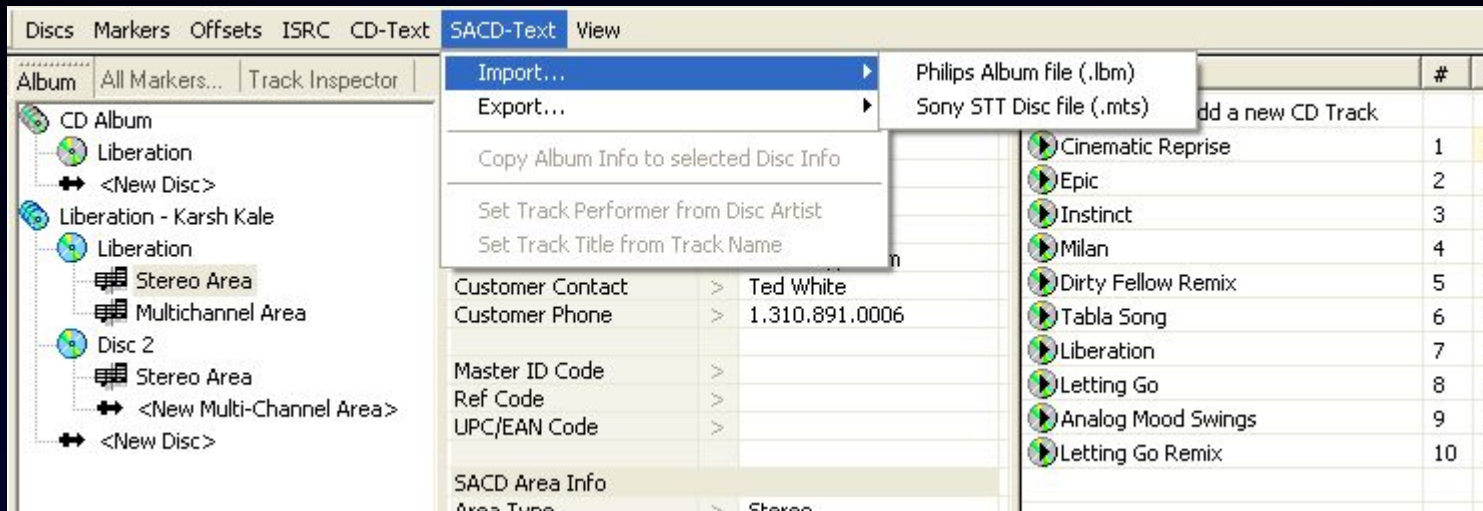 Discs Markers Offsets ISRC CD-Text SACD-Text View
Album All Markers... Track Inspector
CD Album
Liberation
<New Disc>
Liberation - Karsh Kale
Liberation
Stereo Area
Multichannel Area
Disc 2
Stereo Area
<New Multi-Channel Area>
<New Disc>
Import...
Export...
Copy Album Info to selected Disc Info
Set Track Performer from Disc Artist
Set Track Title from Track Name
Philips Album file (.lbm)
Sony STT Disc file (.mts)
Customer Contact > Ted White
Customer Phone > 1.310.891.0006
Master ID Code >
Ref Code >
UPC/EAN Code >
SACD Area Info
Area Type > Stereo
#
a new CD Track
Cinematic Reprise 1
Epic 2
Instinct 3
Milan 4
Dirty Fellow Remix 5
Tabla Song 6
Liberation 7
Letting Go 8
Analog Mood Swings 9
Letting Go Remix 10